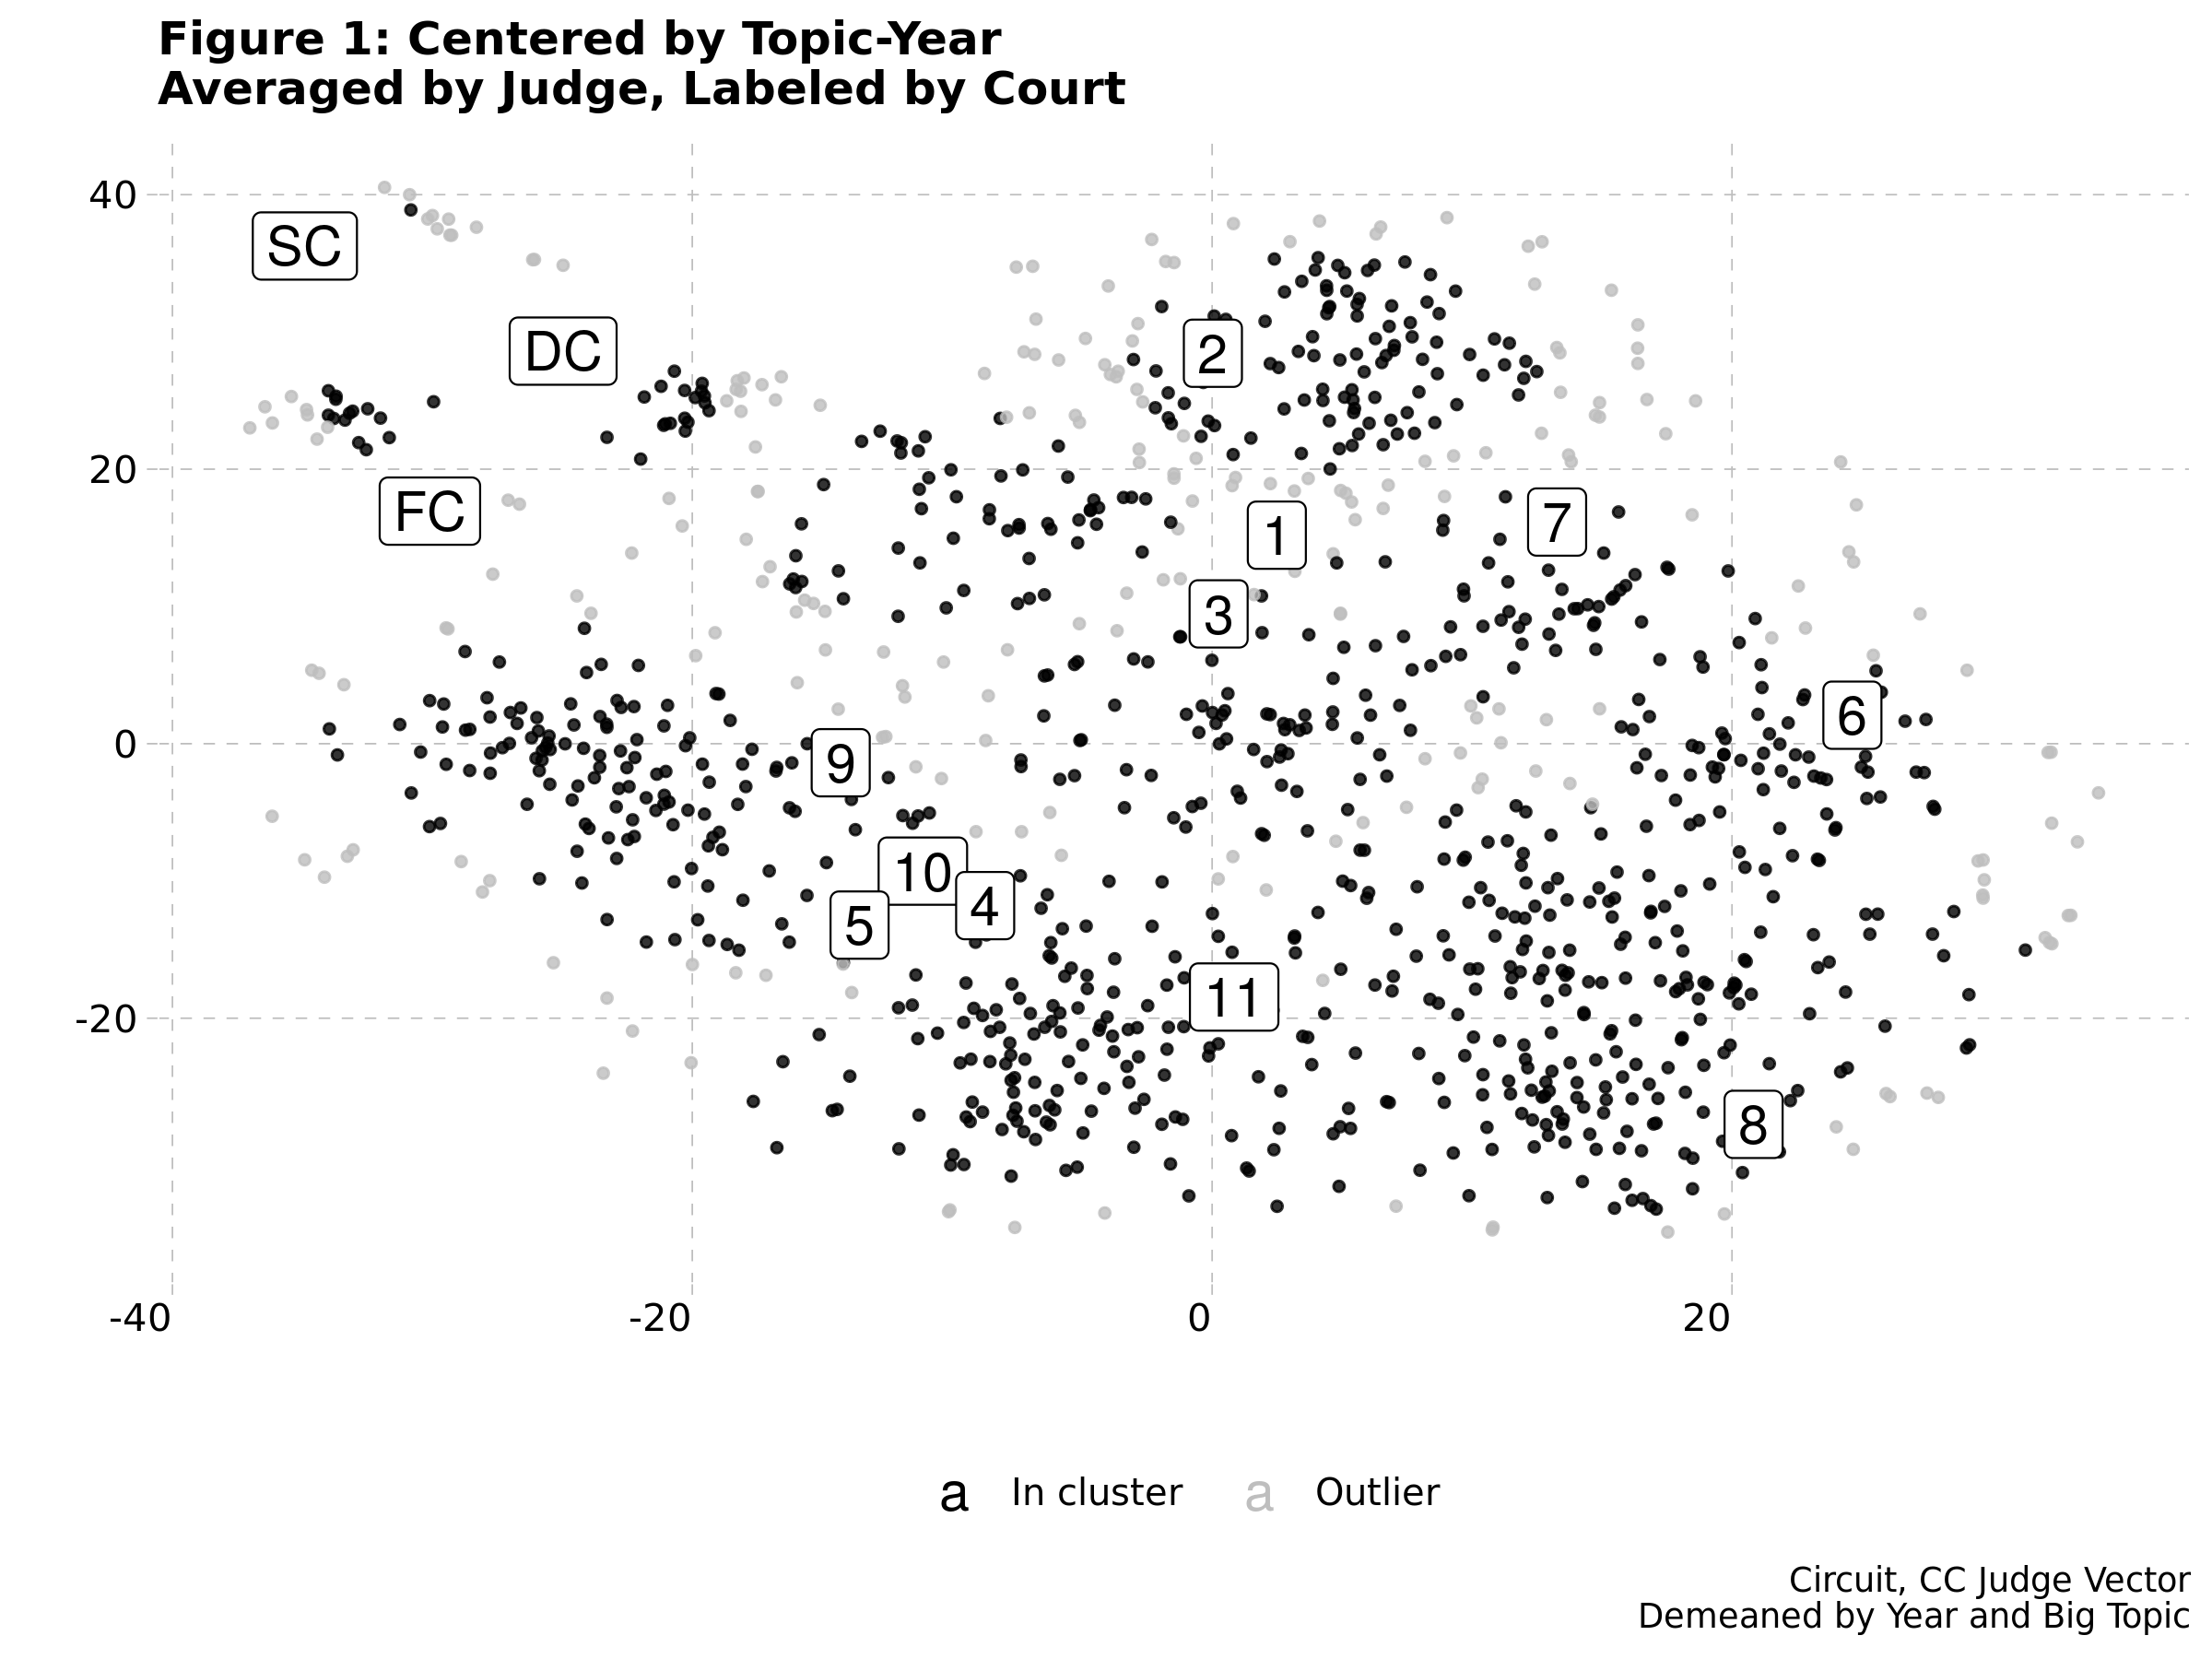 Figure 1: Centered by Topic-Year
Averaged by Judge, Labeled by Court
40
SC
DC
2
20
FC
7
1
3
6
0
9
10
4
5
11
-20
8
-40
-20
0
20
a In cluster a Outlier
Circuit, CC Judge Vector
Demeaned by Year and Big Topic